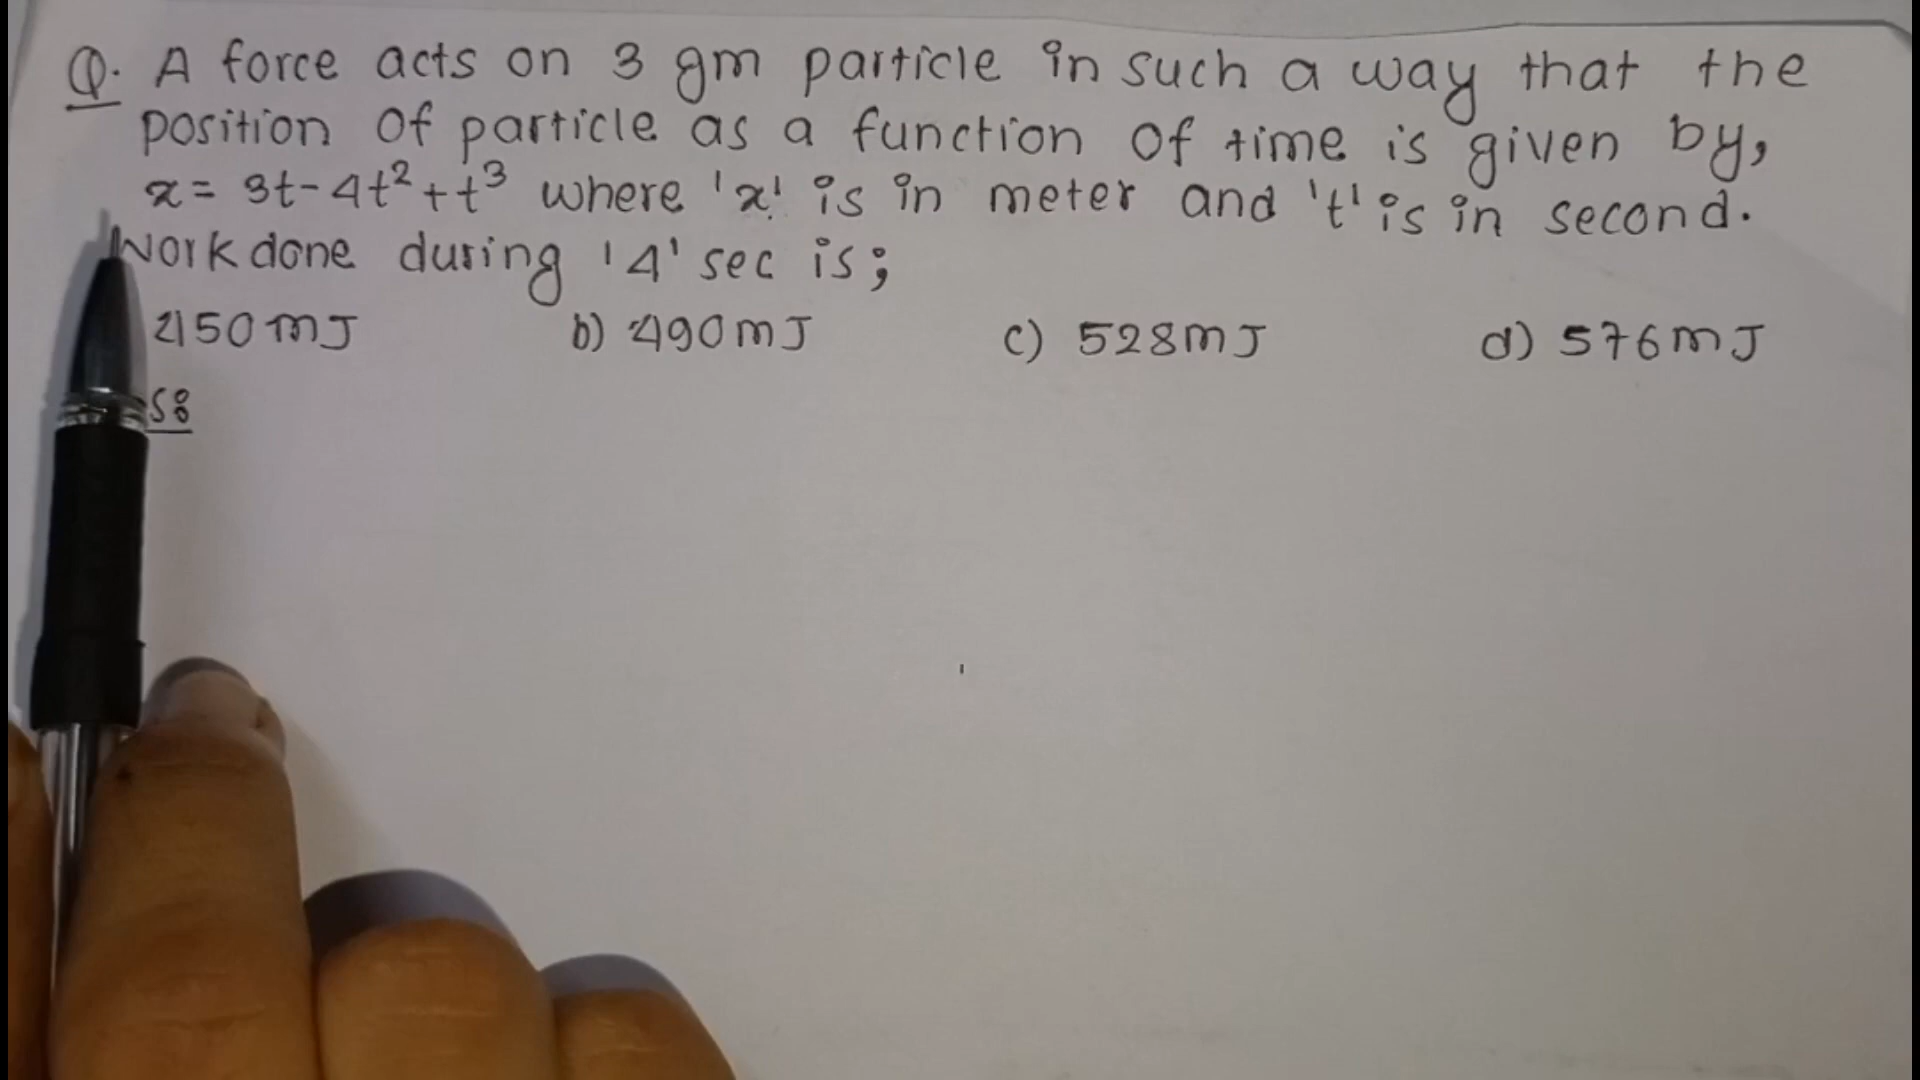 Q. A force acts on 3 gm particle in such a way that the
position of particle as a function of time is given by,
x = 3t - 4t² + t³ where 'x' is in meter and 't' is in second.
Work done during '4' sec is;
450 mJ b) 490 mJ c) 528 mJ d) 576 mJ
s: